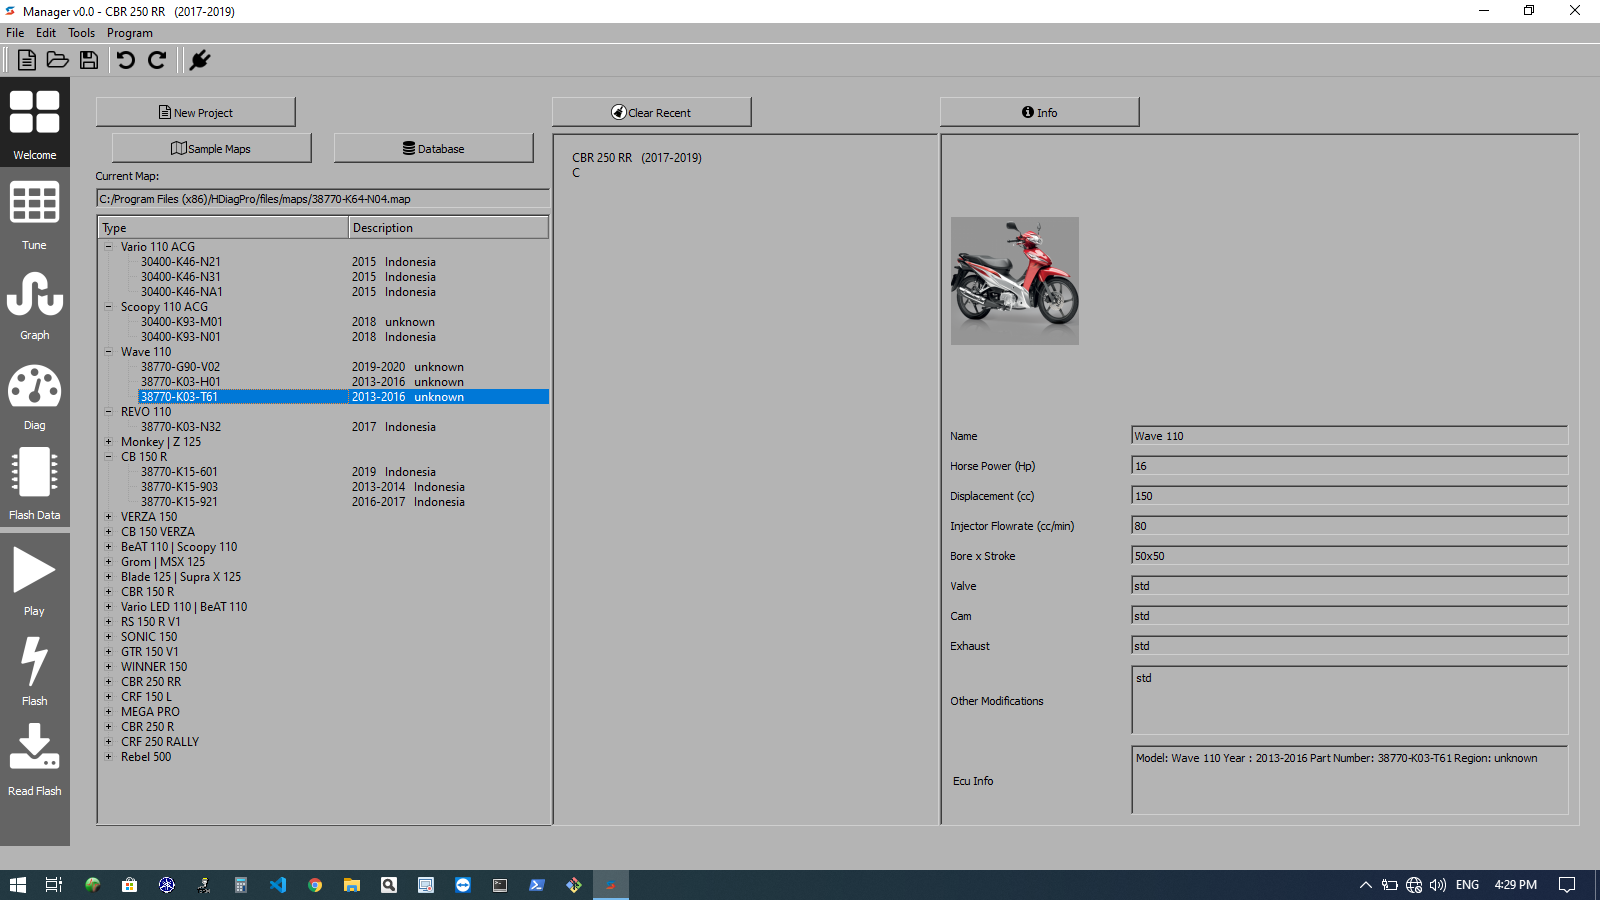 Manager v0.0 - CBR 250 RR   (2017-2019)
File Edit Tools Program
Welcome
Tune
Graph
Diag
Flash Data
Play
Flash
Read Flash
New Project
Sample Maps
Database
Current Map:
C:/Program Files (x86)/HDiagPro/files/maps/38770-K64-N04.map
Type Description
Vario 110 ACG
30400-K46-N21 2015 Indonesia
30400-K46-N31 2015 Indonesia
30400-K46-NA1 2015 Indonesia
Scoopy 110 ACG
30400-K93-M01 2018 unknown
30400-K93-N01 2018 Indonesia
Wave 110
38770-G90-V02 2019-2020 unknown
38770-K03-H01 2013-2016 unknown
38770-K03-T61 2013-2016 unknown
REVO 110
38770-K03-N32 2017 Indonesia
Monkey | Z 125
CB 150 R
38770-K15-601 2019 Indonesia
38770-K15-903 2013-2014 Indonesia
38770-K15-921 2016-2017 Indonesia
VERZA 150
CB 150 VERZA
BeAT 110 | Scoopy 110
Grom | MSX 125
Blade 125 | Supra X 125
CBR 150 R
Vario LED 110 | BeAT 110
RS 150 R V1
SONIC 150
GTR 150 V1
WINNER 150
CBR 250 RR
CRF 150 L
MEGA PRO
CBR 250 R
CRF 250 RALLY
Rebel 500
Clear Recent
CBR 250 RR   (2017-2019)
C
Info
Name Wave 110
Horse Power (Hp) 16
Displacement (cc) 150
Injector Flowrate (cc/min) 80
Bore x Stroke 50x50
Valve std
Cam std
Exhaust std
Other Modifications std
Ecu Info Model: Wave 110 Year : 2013-2016 Part Number: 38770-K03-T61 Region: unknown
ENG 4:29 PM